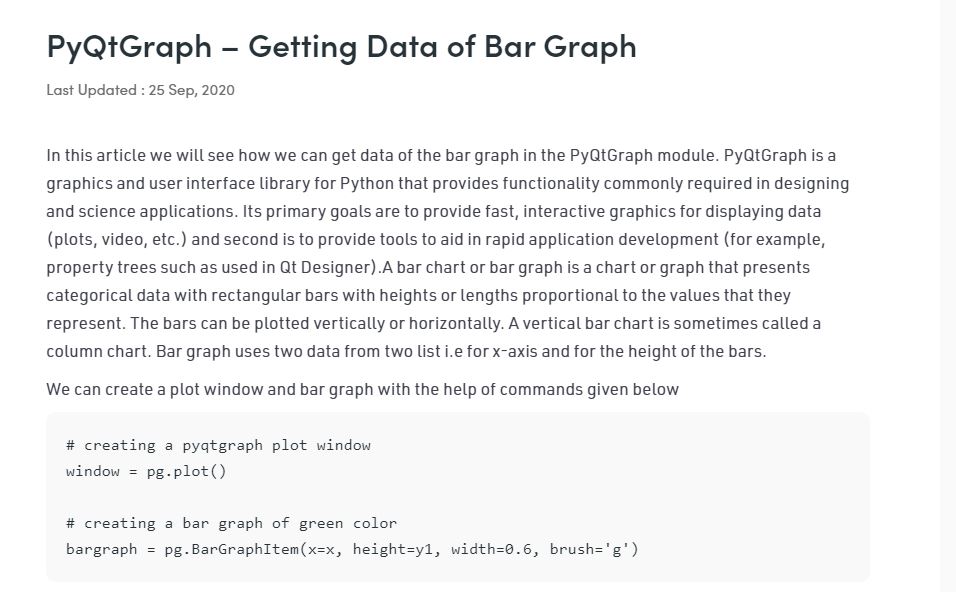 PyQtGraph – Getting Data of Bar Graph
Last Updated : 25 Sep, 2020
In this article we will see how we can get data of the bar graph in the PyQtGraph module. PyQtGraph is a
graphics and user interface library for Python that provides functionality commonly required in designing
and science applications. Its primary goals are to provide fast, interactive graphics for displaying data
(plots, video, etc.) and second is to provide tools to aid in rapid application development (for example,
property trees such as used in Qt Designer).A bar chart or bar graph is a chart or graph that presents
categorical data with rectangular bars with heights or lengths proportional to the values that they
represent. The bars can be plotted vertically or horizontally. A vertical bar chart is sometimes called a
column chart. Bar graph uses two data from two list i.e for x-axis and for the height of the bars.
We can create a plot window and bar graph with the help of commands given below
# creating a pyqtgraph plot window
window = pg.plot()
# creating a bar graph of green color
bargraph = pg.BarGraphItem(x=x, height=y1, width=0.6, brush='g')